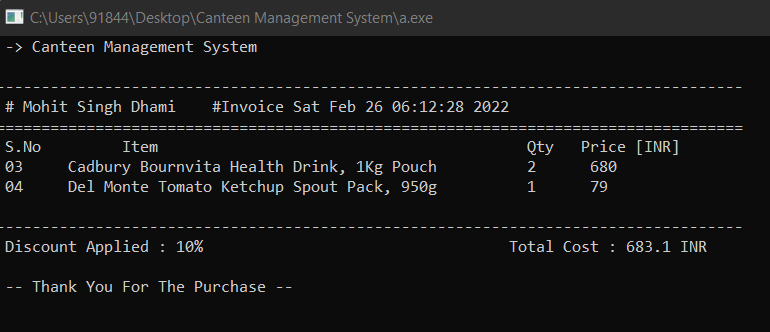 C:\Users\91844\Desktop\Canteen Management System\a.exe
-> Canteen Management System
-----------------------------------------------------------------------------------
# Mohit Singh Dhami    #Invoice Sat Feb 26 06:12:28 2022
===================================================================================
S.No         Item                                         Qty   Price [INR]
03     Cadbury Bournvita Health Drink, 1Kg Pouch          2      680
04     Del Monte Tomato Ketchup Spout Pack, 950g          1      79
-----------------------------------------------------------------------------------
Discount Applied : 10%                                  Total Cost : 683.1 INR
-- Thank You For The Purchase --